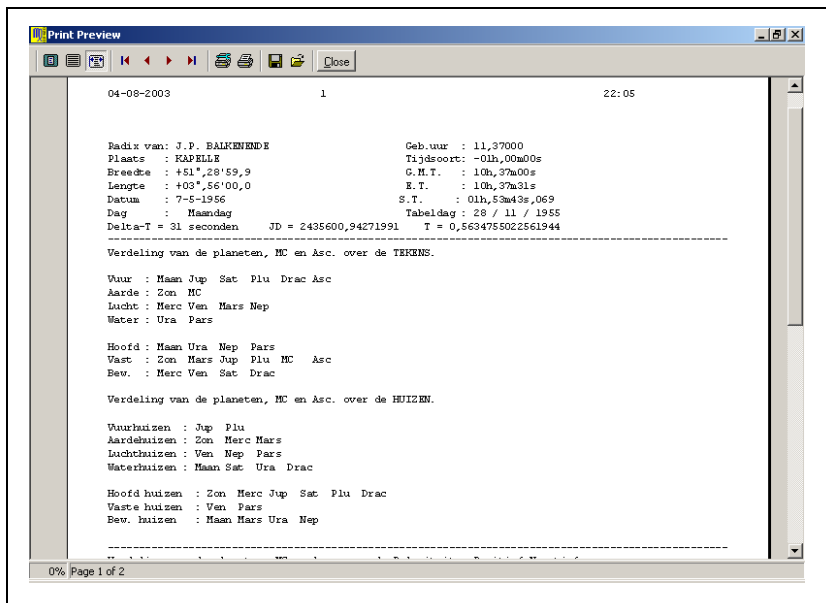 Print Preview
Close
04-08-2003 1 22:05
Radix van: J.P. BALKENENDE Geb.uur : 11,37000
Plaats : KAPELLE Tijdsoort: -01h,00m00s
Breedte : +51°,28'59,9 G.M.T. : 10h,37m00s
Lengte : +03°,56'00,0 E.T. : 10h,37m31s
Datum : 7-5-1956 S.T. : 01h,53m43s,069
Dag : Maandag Tabeldag : 28 / 11 / 1955
Delta-T = 31 seconden JD = 2435600,94271991 T = 0,5634755022561944
Verdeling van de planeten, MC en Asc. over de TEKENS.
Vuur : Maan Jup Sat Plu Drac Asc
Aarde : Zon MC
Lucht : Merc Ven Mars Nep
Water : Ura Pars
Hoofd : Maan Ura Nep Pars
Vast : Zon Mars Jup Plu MC Asc
Bew. : Merc Ven Sat Drac
Verdeling van de planeten, MC en Asc. over de HUIZEN.
Vuurhuizen : Jup Plu
Aardehuizen : Zon Merc Mars
Luchthuizen : Ven Nep Pars
Waterhuizen : Maan Sat Ura Drac
Hoofd huizen : Zon Merc Jup Sat Plu Drac
Vaste huizen : Ven Pars
Bew. huizen : Maan Mars Ura Nep
0% Page 1 of 2